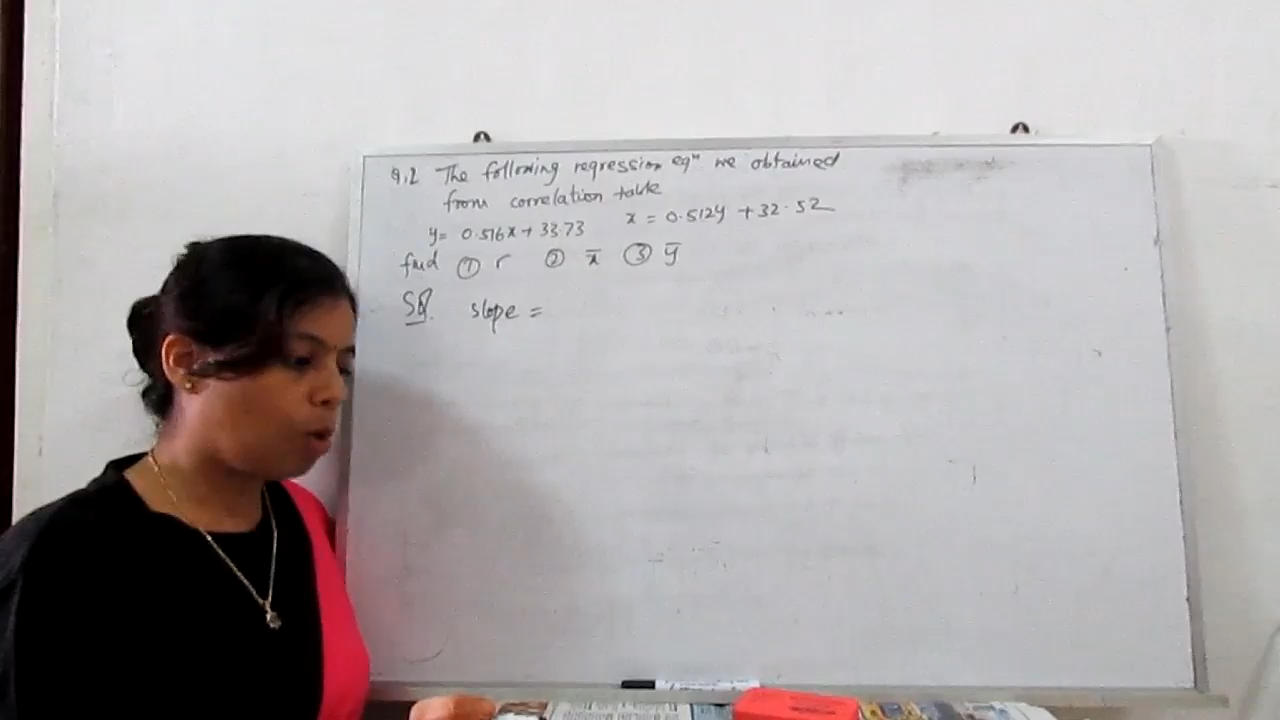 Q.2 The following regression eqⁿ we obtained
from correlation table
y= 0.516x + 33.73 x = 0.512y + 32.52
find ① r ② x̄ ③ ȳ
Slope =